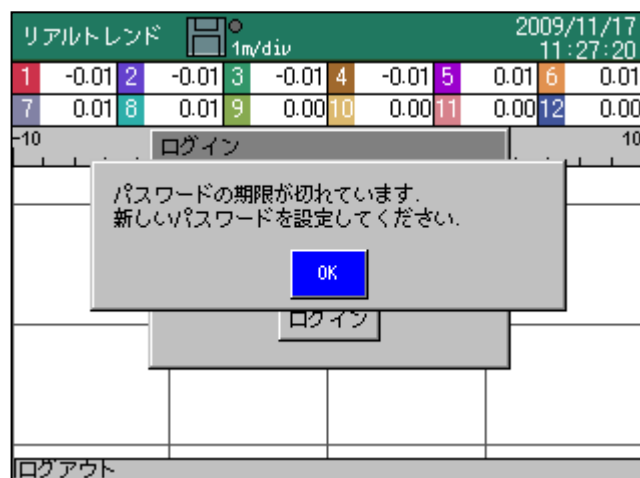 リアルトレンド 1m/div 2009/11/17
11:27:20
1 -0.01 2 -0.01 3 -0.01 4 -0.01 5 0.01 6 0.01
7 0.01 8 0.01 9 0.00 10 0.00 11 0.00 12 0.00
-10 10
ログイン
パスワードの期限が切れています.
新しいパスワードを設定してください.
OK
ログイン
ログアウト